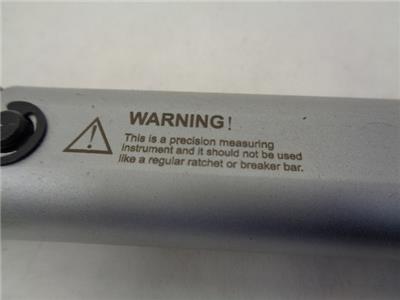 WARNING!
This is a precision measuring
instrument and it should not be used
like a regular ratchet or breaker bar.